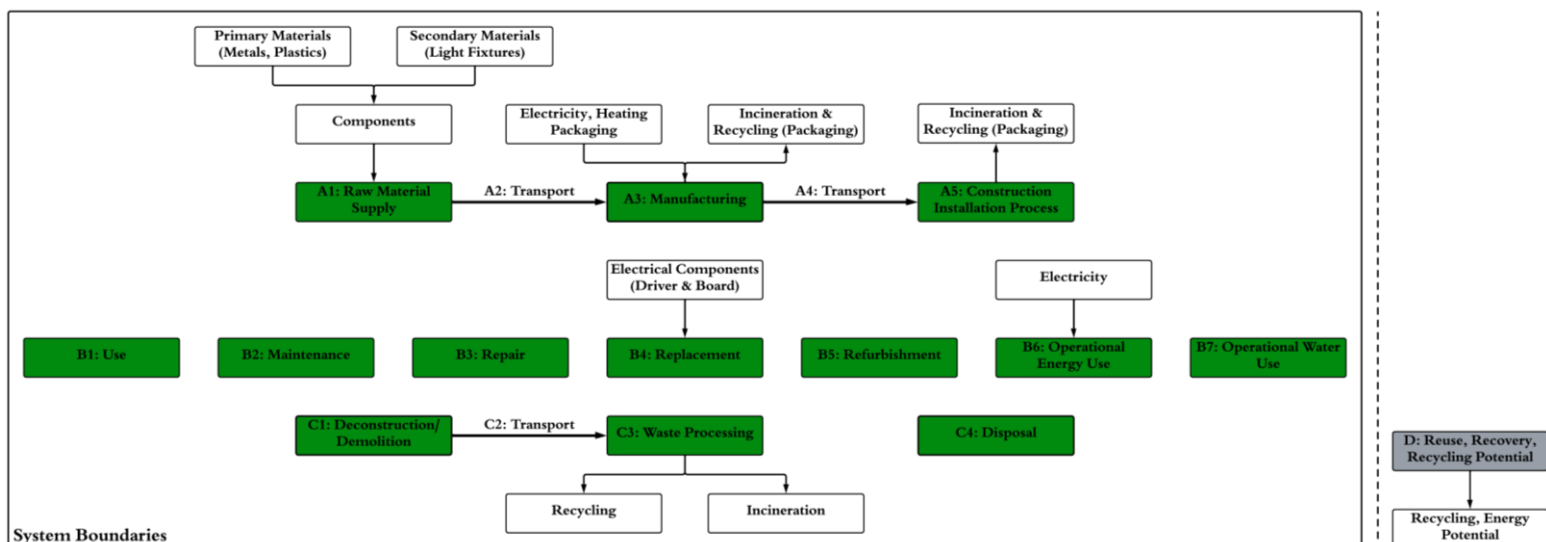 Primary Materials
(Metals, Plastics)
Secondary Materials
(Light Fixtures)
Components
Electricity, Heating
Packaging
Incineration &
Recycling (Packaging)
Incineration &
Recycling (Packaging)
A1: Raw Material
Supply
A2: Transport
A3: Manufacturing
A4: Transport
A5: Construction
Installation Process
Electrical Components
(Driver & Board)
Electricity
B1: Use
B2: Maintenance
B3: Repair
B4: Replacement
B5: Refurbishment
B6: Operational
Energy Use
B7: Operational Water
Use
C1: Deconstruction/
Demolition
C2: Transport
C3: Waste Processing
C4: Disposal
D: Reuse, Recovery,
Recycling Potential
Recycling
Incineration
Recycling, Energy
Potential
System Boundaries